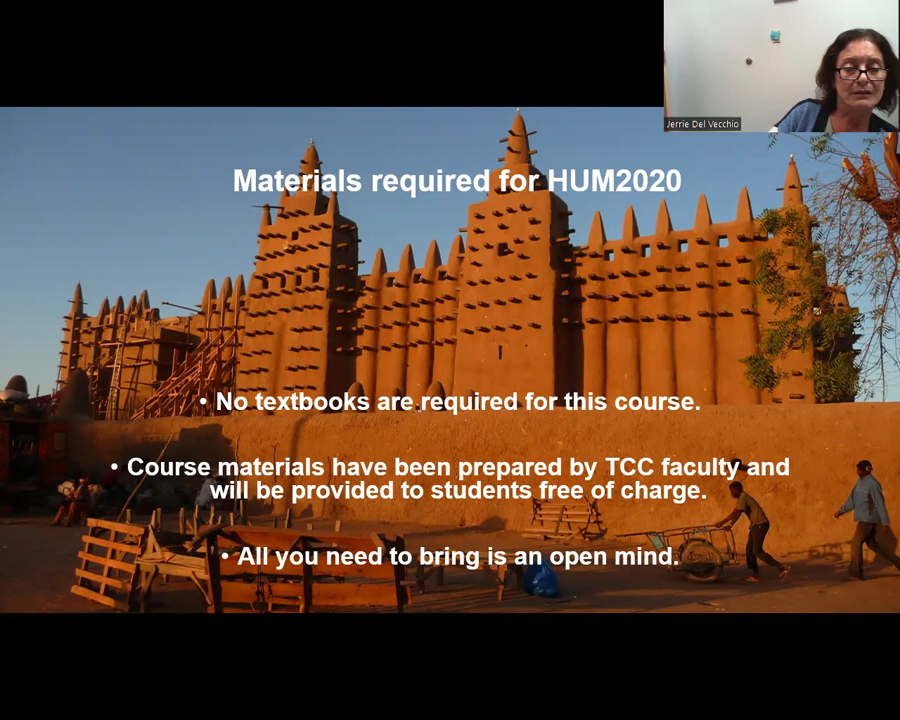 Jerrie Del Vecchio
Materials required for HUM2020
• No textbooks are required for this course.
• Course materials have been prepared by TCC faculty and
will be provided to students free of charge.
• All you need to bring is an open mind.